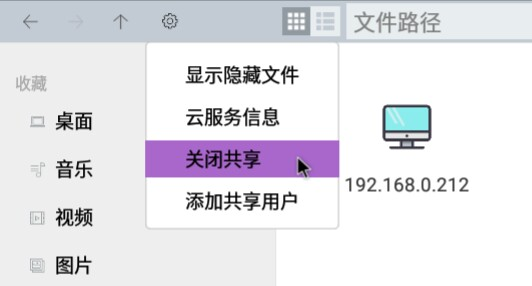 文件路径
收藏
桌面
音乐
视频
图片
显示隐藏文件
云服务信息
关闭共享
添加共享用户
192.168.0.212